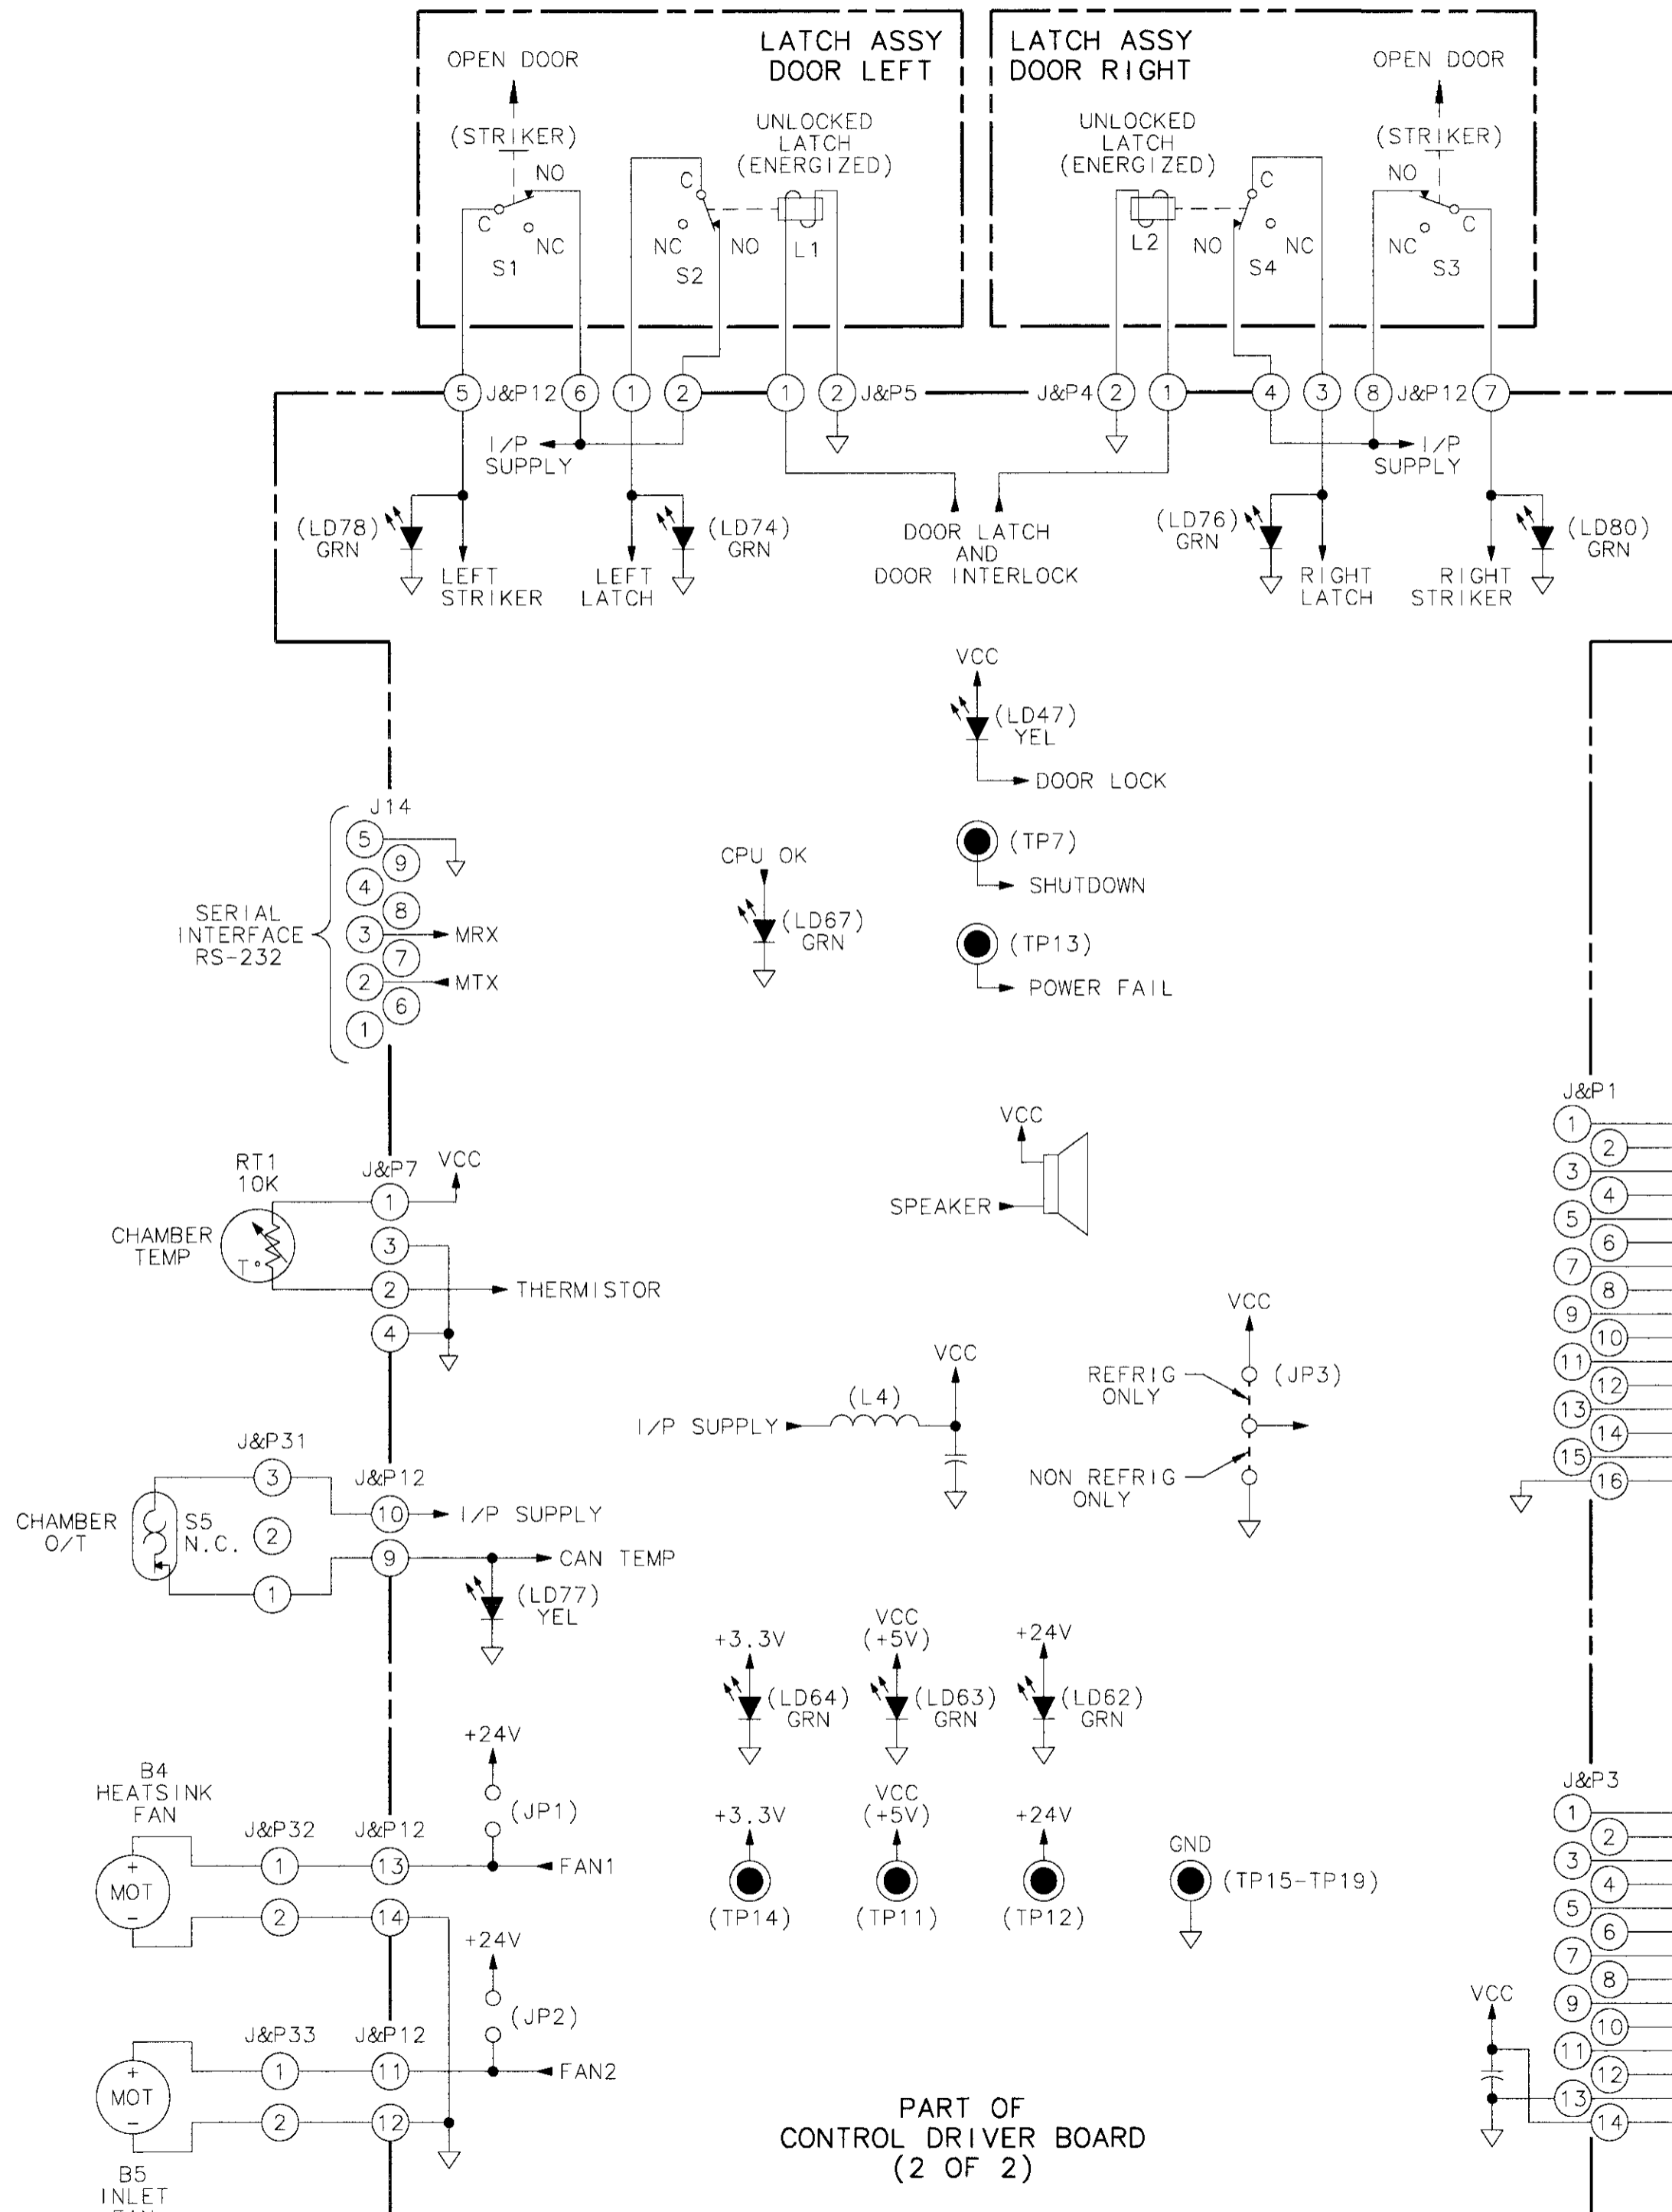 LATCH ASSY
DOOR LEFT
OPEN DOOR
(STRIKER)
NO
C
NC
S1
UNLOCKED
LATCH
(ENERGIZED)
C
NC
NO
S2
L1
LATCH ASSY
DOOR RIGHT
UNLOCKED
LATCH
(ENERGIZED)
L2
C
NO
NC
S4
OPEN DOOR
(STRIKER)
NO
C
NC
S3
5 J&P12 6 1 2 1 2 J&P5 J&P4 2 1 4 3 8 J&P12 7
I/P
SUPPLY
I/P
SUPPLY
(LD78)
GRN
LEFT
STRIKER
LEFT
LATCH
(LD74)
GRN
DOOR LATCH
AND
DOOR INTERLOCK
(LD76)
GRN
RIGHT
LATCH
RIGHT
STRIKER
(LD80)
GRN
VCC
(LD47)
YEL
DOOR LOCK
(TP7)
SHUTDOWN
(TP13)
POWER FAIL
CPU OK
(LD67)
GRN
J14
5
9
4
8
3 MRX
7
2 MTX
6
1
SERIAL
INTERFACE
RS-232
VCC
SPEAKER
RT1
10K
J&P7
VCC
1
3
2 THERMISTOR
4
CHAMBER
TEMP
T°
VCC
(L4)
I/P SUPPLY
VCC
REFRIG
ONLY
(JP3)
NON REFRIG
ONLY
J&P31
3
2
1
CHAMBER
O/T
S5
N.C.
J&P12
10 I/P SUPPLY
9 CAN TEMP
(LD77)
YEL
+3.3V
(LD64)
GRN
VCC
(+5V)
(LD63)
GRN
+24V
(LD62)
GRN
+3.3V
(TP14)
VCC
(+5V)
(TP11)
+24V
(TP12)
GND
(TP15-TP19)
B4
HEATSINK
FAN
+
MOT
-
J&P32
1
2
J&P12
13
14
+24V
(JP1)
FAN1
J&P33
1
2
J&P12
11
12
+24V
(JP2)
FAN2
+
MOT
-
B5
INLET
FAN
J&P1
1
2
3
4
5
6
7
8
9
10
11
12
13
14
15
16
J&P3
1
2
3
4
5
6
7
8
9
10
11
12
13
14
VCC
PART OF
CONTROL DRIVER BOARD
(2 OF 2)